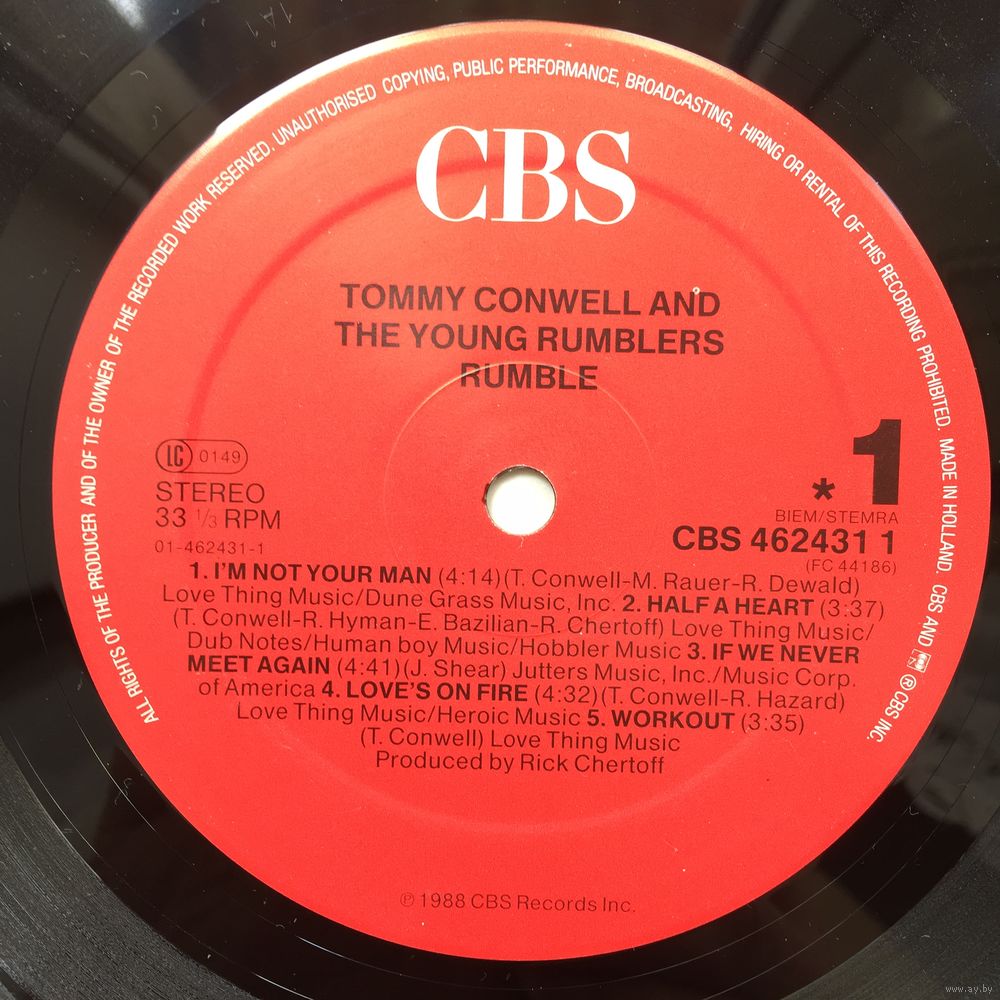 ALL RIGHTS OF THE PRODUCER AND OF THE OWNER OF THE RECORDED WORK RESERVED. UNAUTHORISED COPYING, PUBLIC PERFORMANCE, BROADCASTING, HIRING OR RENTAL OF THIS RECORDING PROHIBITED. MADE IN HOLLAND. CBS AND ℗ CBS INC.
CBS
TOMMY CONWELL AND
THE YOUNG RUMBLERS
RUMBLE
LC 0149
STEREO
33 1/3 RPM
01-462431-1
* 1
BIEM/STEMRA
CBS 462431 1
(FC 44186)
1. I'M NOT YOUR MAN (4:14)(T. Conwell-M. Rauer-R. Dewald)
Love Thing Music/Dune Grass Music, Inc. 2. HALF A HEART (3:37)
(T. Conwell-R. Hyman-E. Bazilian-R. Chertoff) Love Thing Music/
Dub Notes/Human boy Music/Hobbler Music 3. IF WE NEVER
MEET AGAIN (4:41)(J. Shear) Jutters Music, Inc./Music Corp.
of America 4. LOVE'S ON FIRE (4:32)(T. Conwell-R. Hazard)
Love Thing Music/Heroic Music 5. WORKOUT (3:35)
(T. Conwell) Love Thing Music
Produced by Rick Chertoff
℗ 1988 CBS Records Inc.
www.ay.by